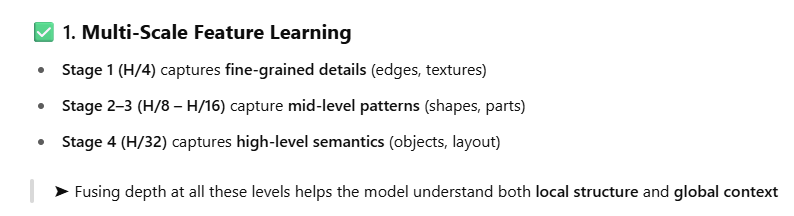 ✅ 1. Multi-Scale Feature Learning
• Stage 1 (H/4) captures fine-grained details (edges, textures)
• Stage 2–3 (H/8 – H/16) capture mid-level patterns (shapes, parts)
• Stage 4 (H/32) captures high-level semantics (objects, layout)
➤ Fusing depth at all these levels helps the model understand both local structure and global context